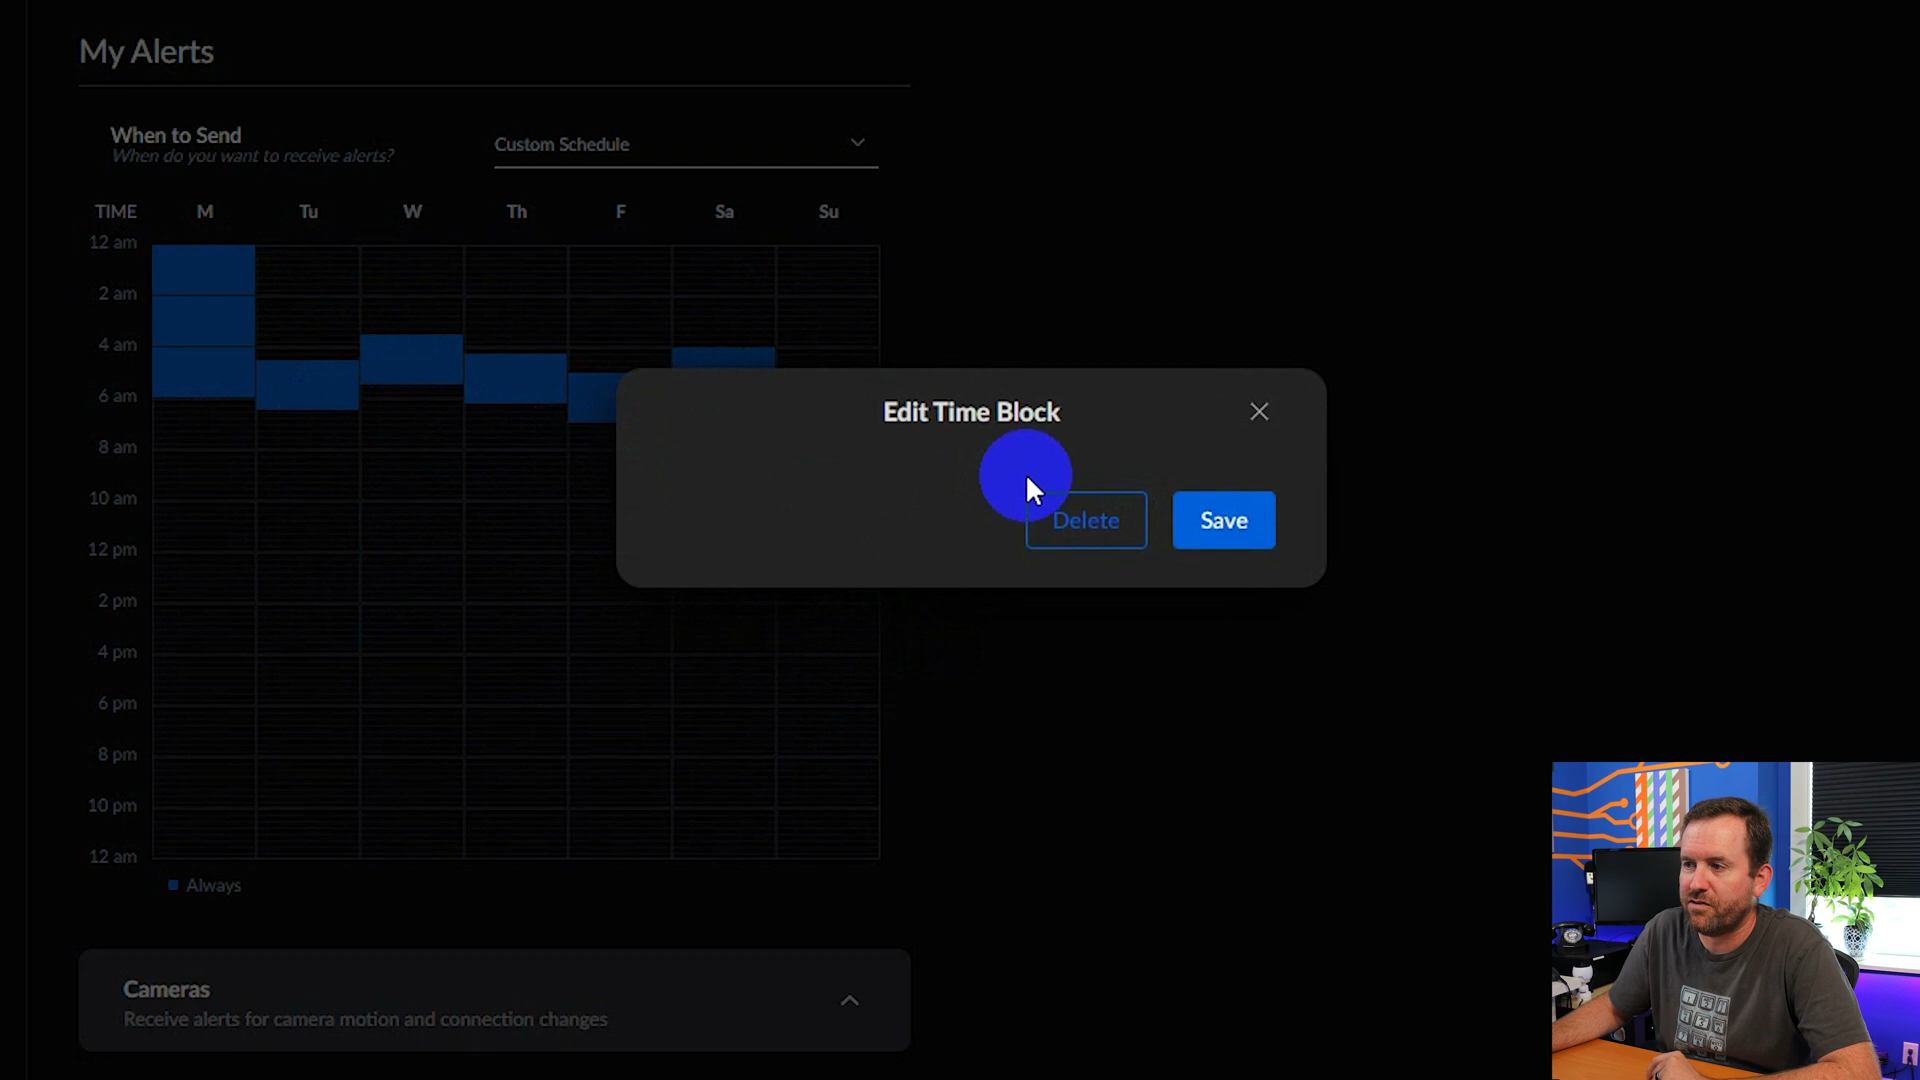 My Alerts
When to Send
When do you want to receive alerts?
Custom Schedule
TIME M Tu W Th F Sa Su
12 am
2 am
4 am
6 am
8 am
10 am
12 pm
2 pm
4 pm
6 pm
8 pm
10 pm
12 am
Always
Edit Time Block
Delete
Save
Cameras
Receive alerts for camera motion and connection changes